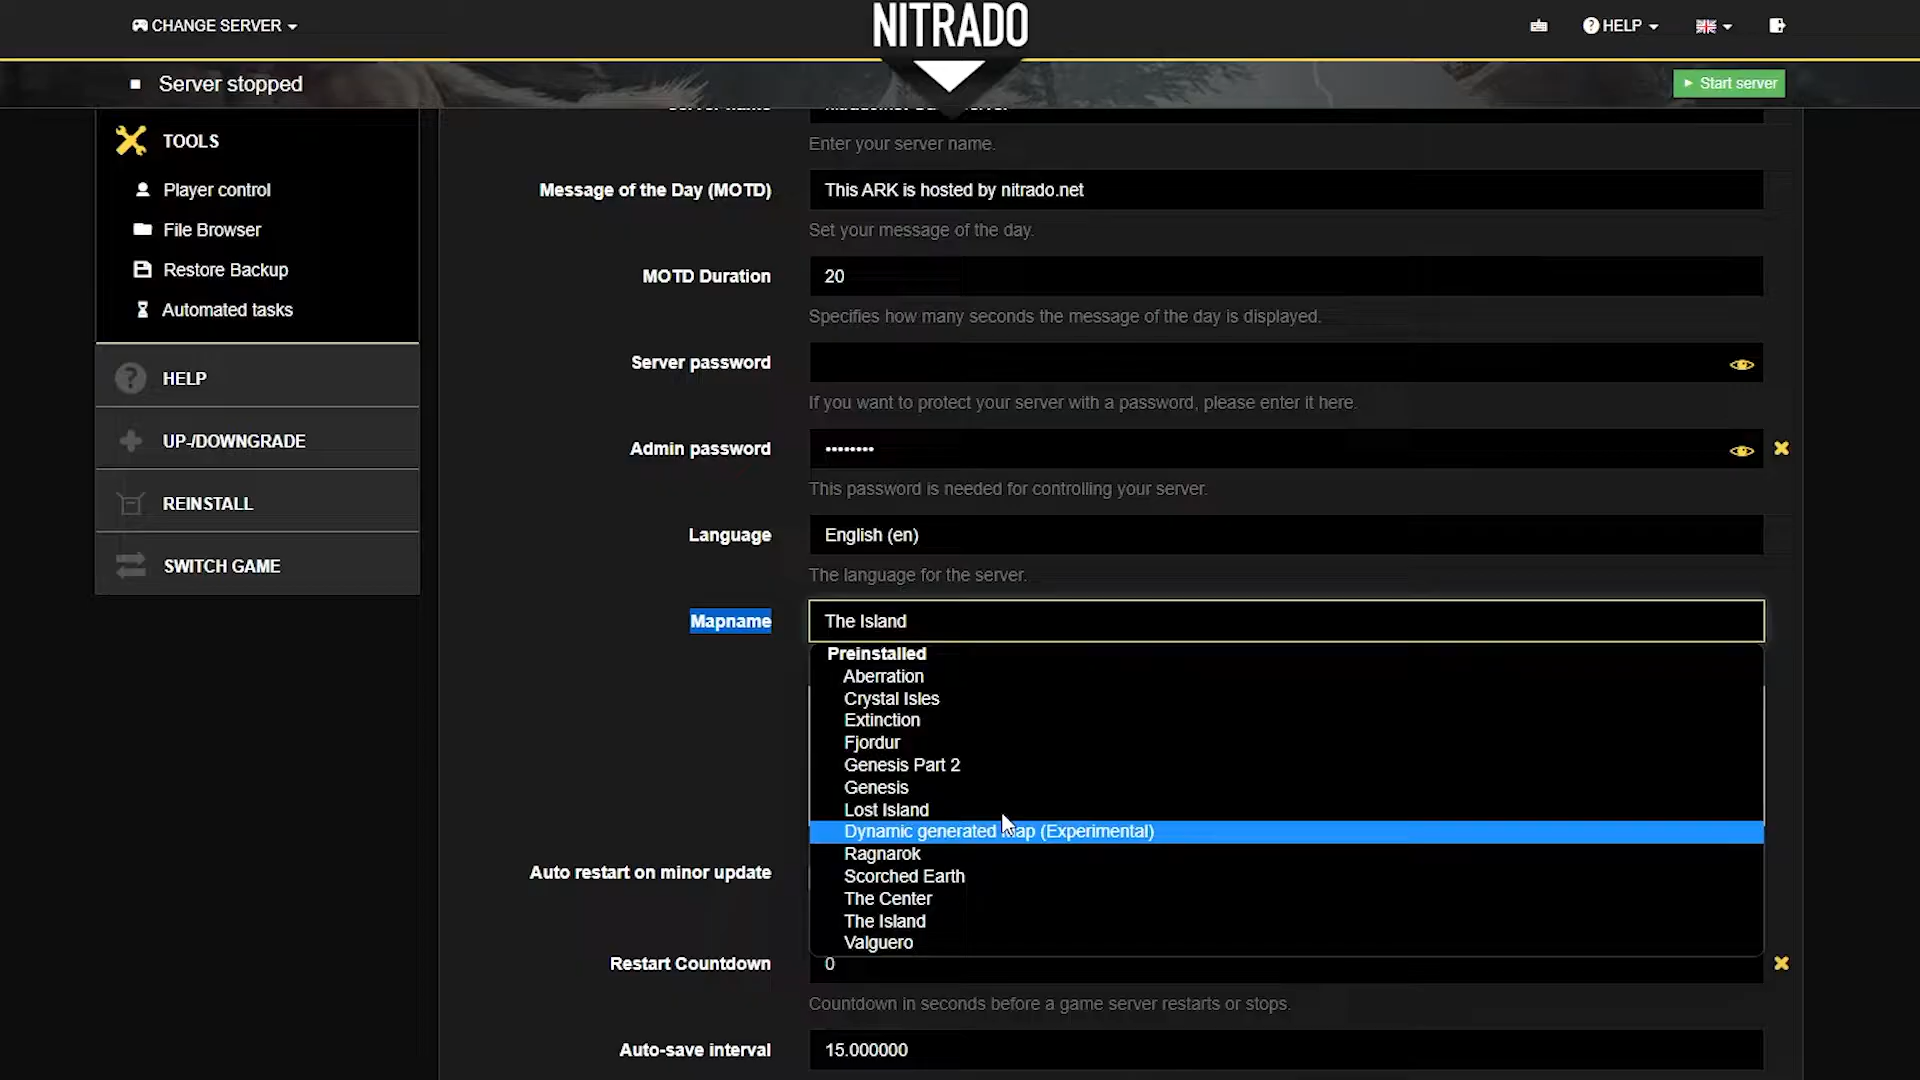 CHANGE SERVER
NITRADO
HELP
Server stopped
Start server
TOOLS
Player control
File Browser
Restore Backup
Automated tasks
HELP
UP-/DOWNGRADE
REINSTALL
SWITCH GAME
Enter your server name.
Message of the Day (MOTD)
This ARK is hosted by nitrado.net
Set your message of the day.
MOTD Duration
20
Specifies how many seconds the message of the day is displayed.
Server password
If you want to protect your server with a password, please enter it here.
Admin password
••••••••
This password is needed for controlling your server.
Language
English (en)
The language for the server.
Mapname
The Island
Preinstalled
Aberration
Crystal Isles
Extinction
Fjordur
Genesis Part 2
Genesis
Lost Island
Dynamic generated map (Experimental)
Ragnarok
Scorched Earth
The Center
The Island
Valguero
Auto restart on minor update
Restart Countdown
0
Countdown in seconds before a game server restarts or stops.
Auto-save interval
15.000000